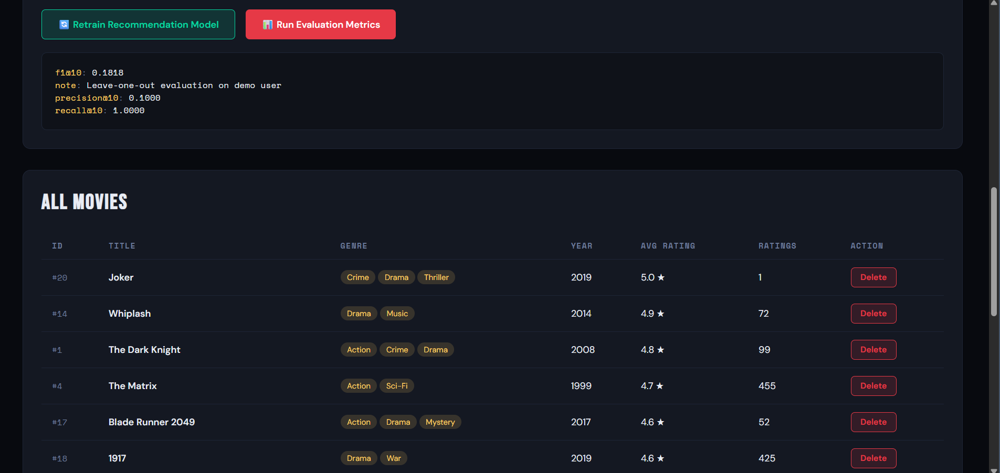 🔄 Retrain Recommendation Model 📊 Run Evaluation Metrics
f1@10: 0.1818
note: Leave-one-out evaluation on demo user
precision@10: 0.1000
recall@10: 1.0000
ALL MOVIES
ID TITLE GENRE YEAR AVG RATING RATINGS ACTION
#20 Joker Crime Drama Thriller 2019 5.0 ★ 1 Delete
#14 Whiplash Drama Music 2014 4.9 ★ 72 Delete
#1 The Dark Knight Action Crime Drama 2008 4.8 ★ 99 Delete
#4 The Matrix Action Sci-Fi 1999 4.7 ★ 455 Delete
#17 Blade Runner 2049 Action Drama Mystery 2017 4.6 ★ 52 Delete
#18 1917 Drama War 2019 4.6 ★ 425 Delete